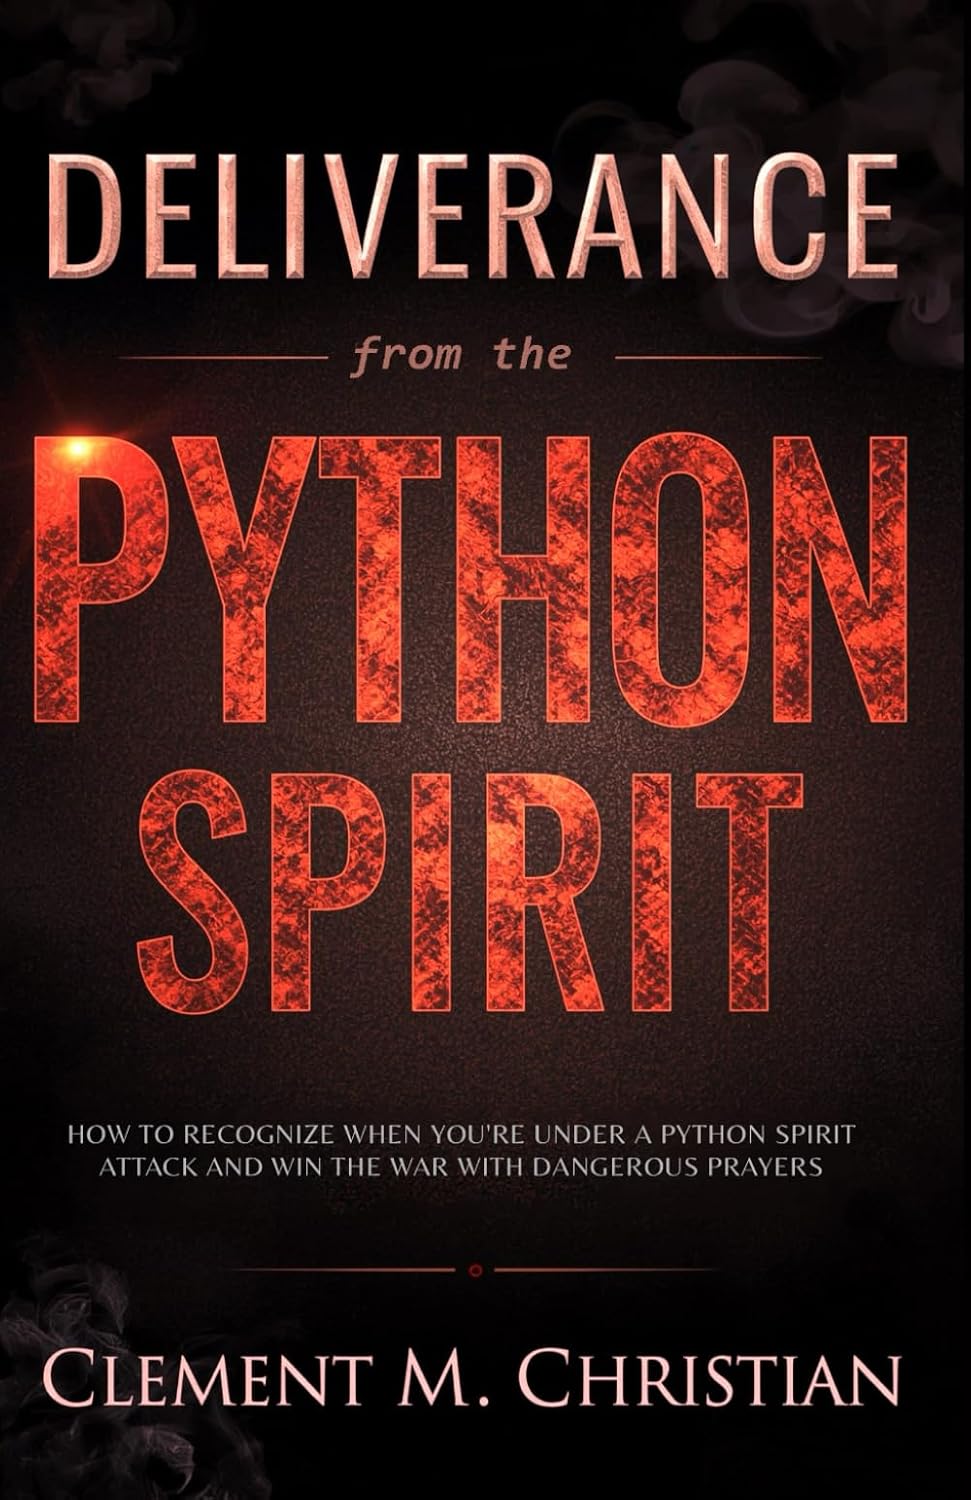 DELIVERANCE
from the
PYTHON
SPIRIT
HOW TO RECOGNIZE WHEN YOU'RE UNDER A PYTHON SPIRIT
ATTACK AND WIN THE WAR WITH DANGEROUS PRAYERS
CLEMENT M. CHRISTIAN